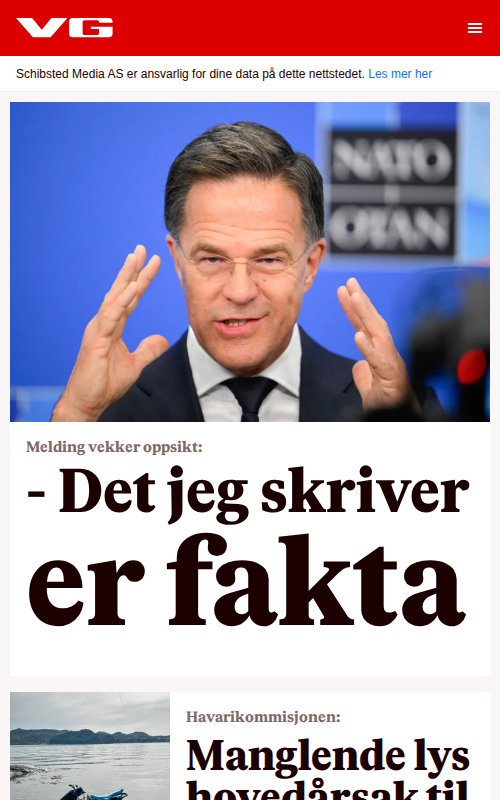 VG
Schibsted Media AS er ansvarlig for dine data på dette nettstedet. Les mer her
NATO
OTAN
Melding vekker oppsikt:
- Det jeg skriver
er fakta
Havarikommisjonen:
Manglende lys
hovedårsak til